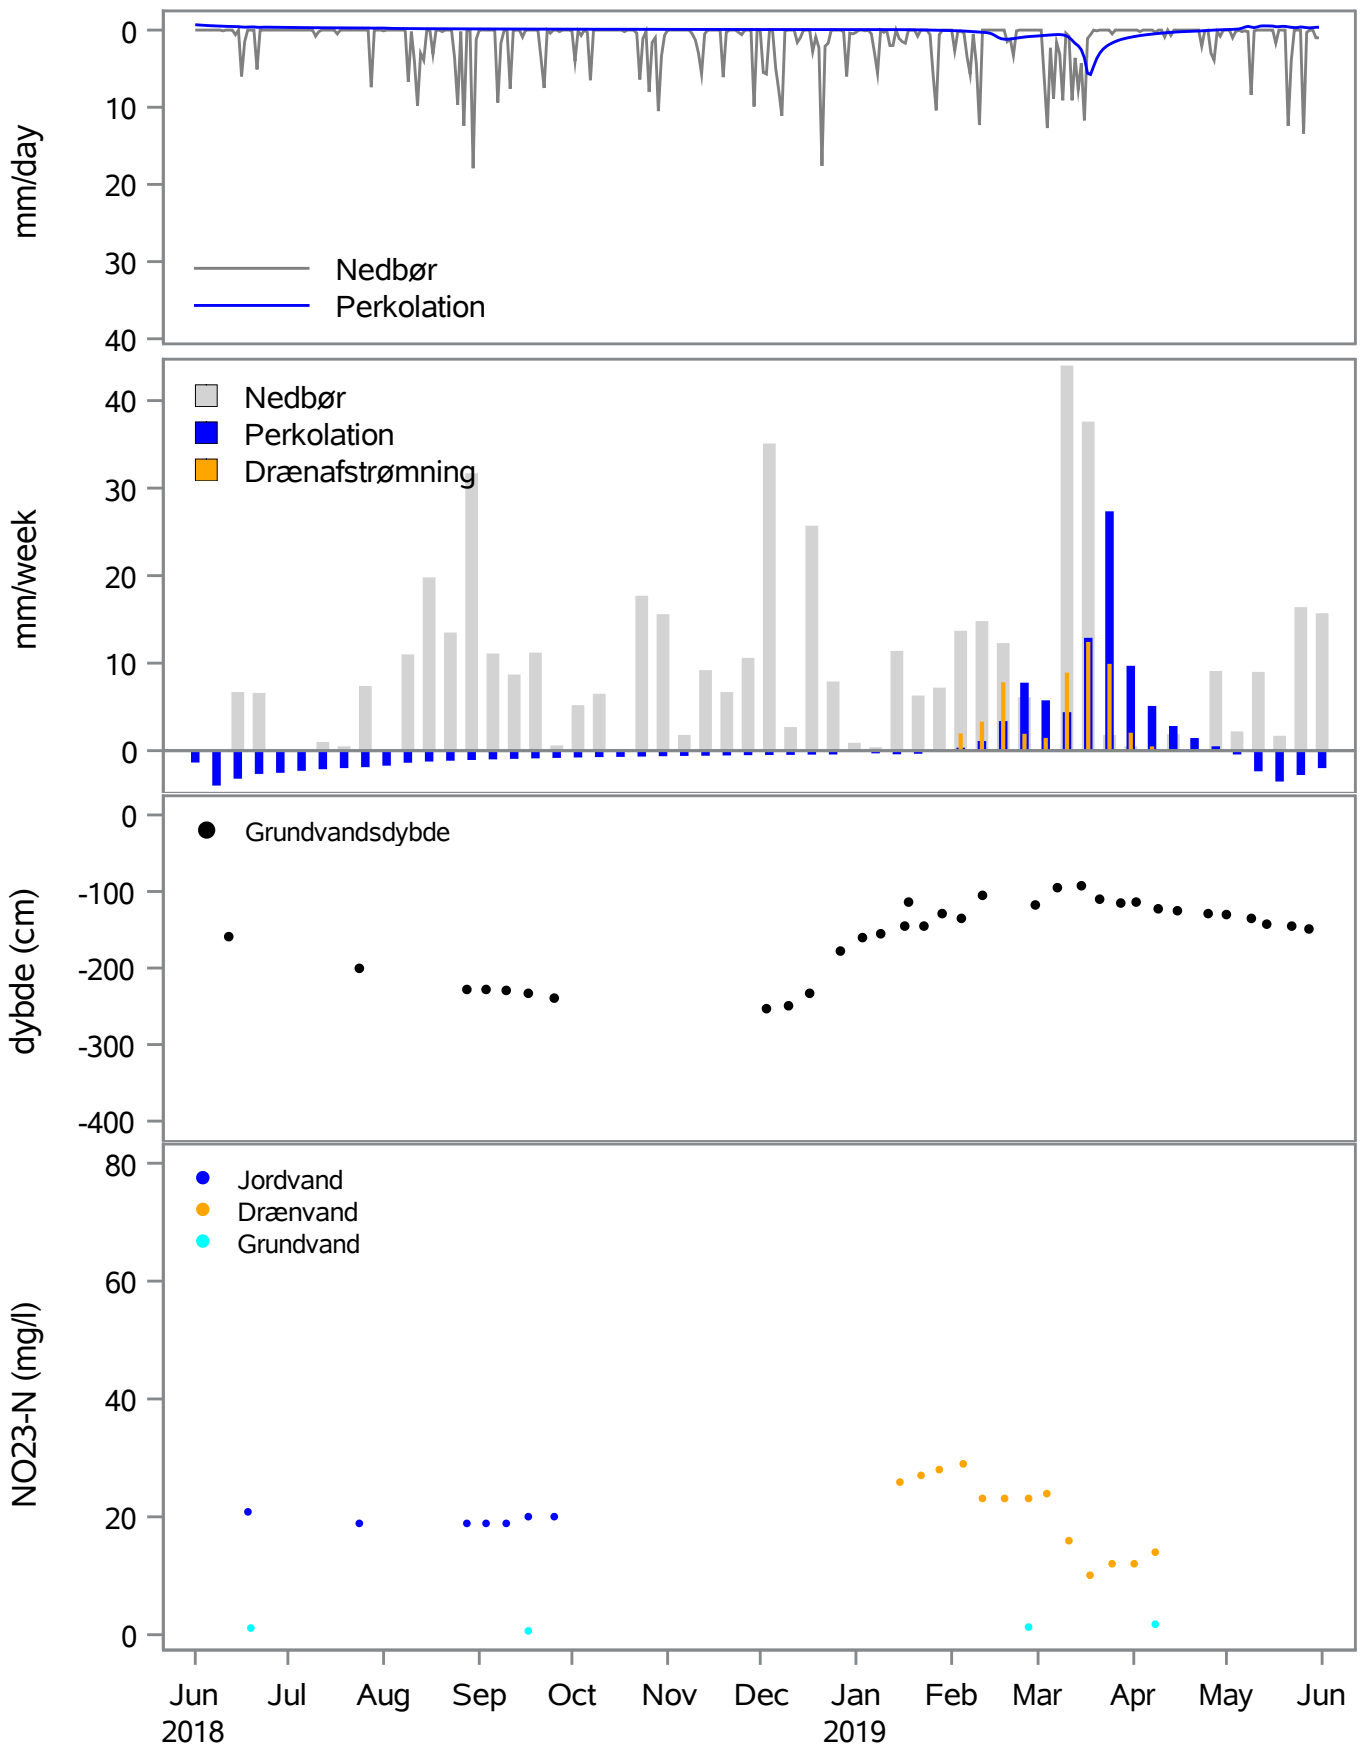 0
10
20
30
40
mm/day
Nedbør
Perkolation
40
30
20
10
0
mm/week
Nedbør
Perkolation
Drænafstrømning
0
-100
-200
-300
-400
dybde (cm)
Grundvandsdybde
80
60
40
20
0
NO23-N (mg/l)
Jordvand
Drænvand
Grundvand
Jun Jul Aug Sep Oct Nov Dec Jan Feb Mar Apr May Jun
2018 2019